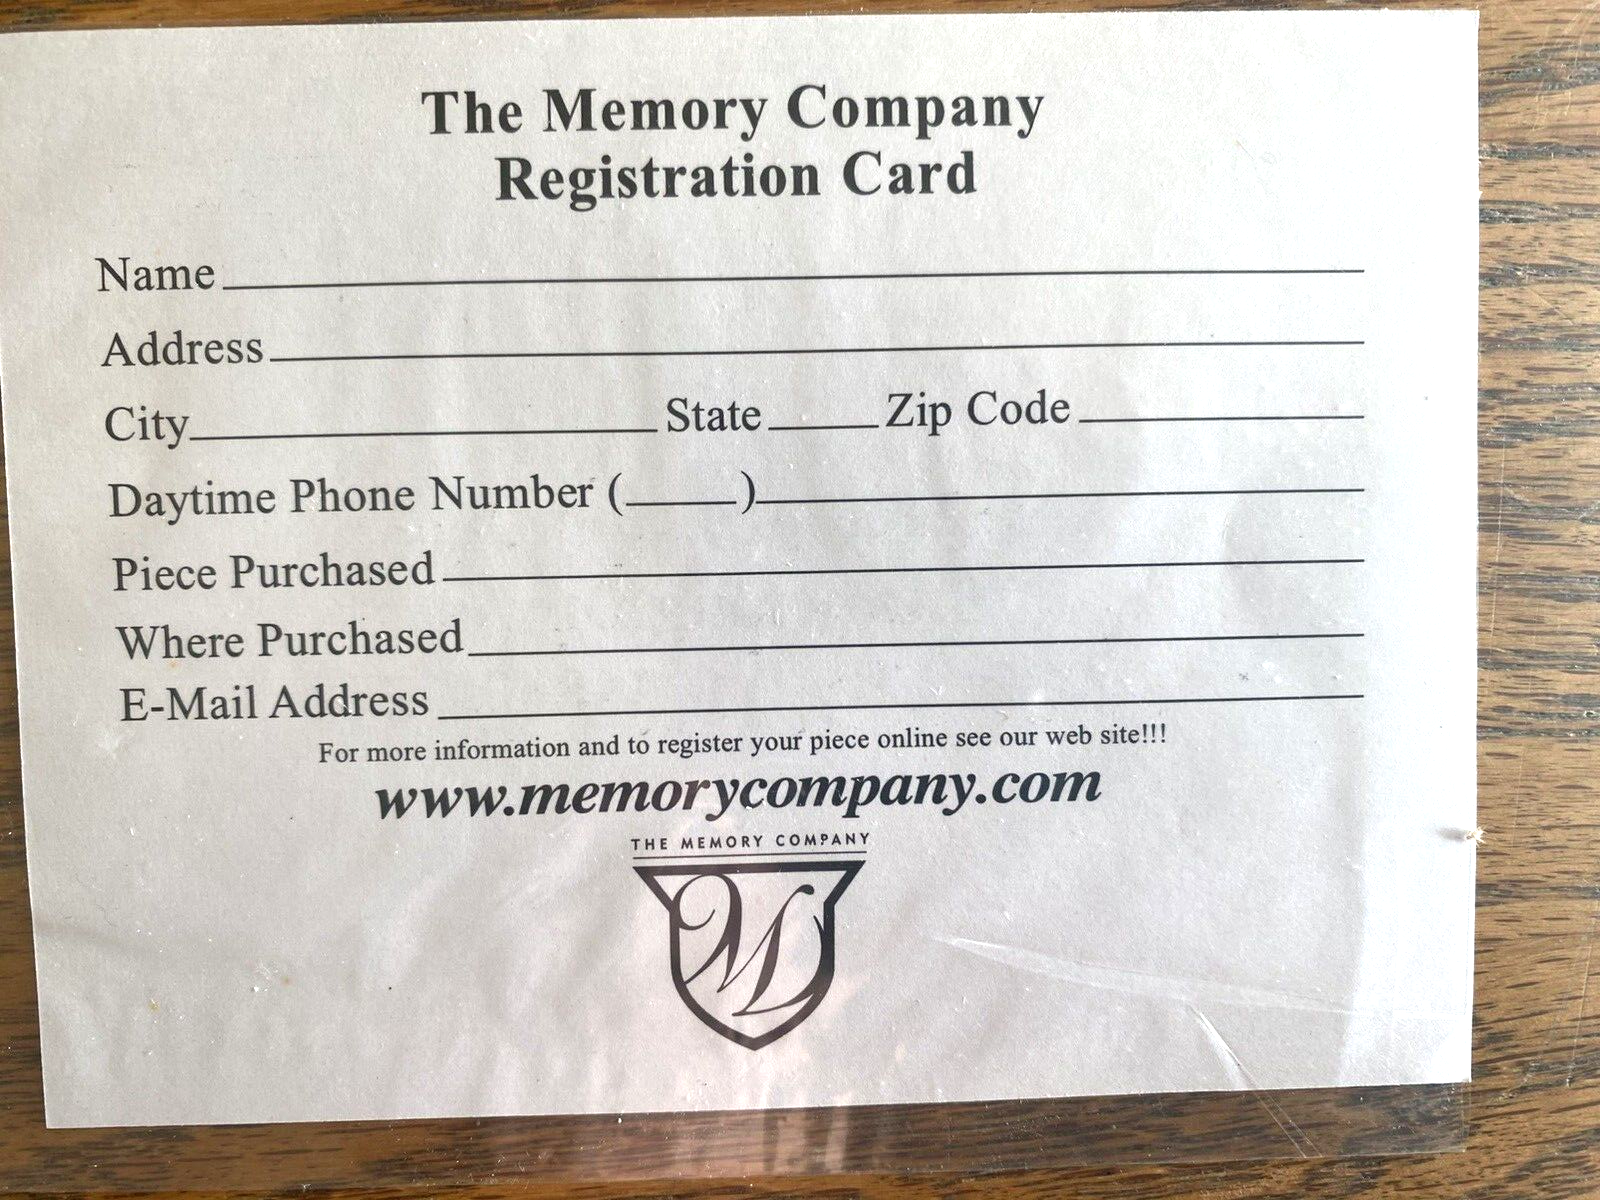 The Memory Company
Registration Card
Name
Address
City State Zip Code
Daytime Phone Number ( )
Piece Purchased
Where Purchased
E-Mail Address
For more information and to register your piece online see our web site!!!
www.memorycompany.com
THE MEMORY COMPANY
M